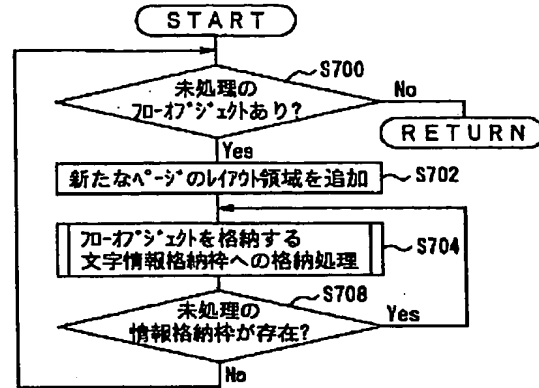 START
S700
未処理の
フローオブジェクトあり?
No
RETURN
Yes
新たなページのレイアウト領域を追加
S702
フローオブジェクトを格納する
文字情報格納枠への格納処理
S704
S708
未処理の
情報格納枠が存在?
Yes
No